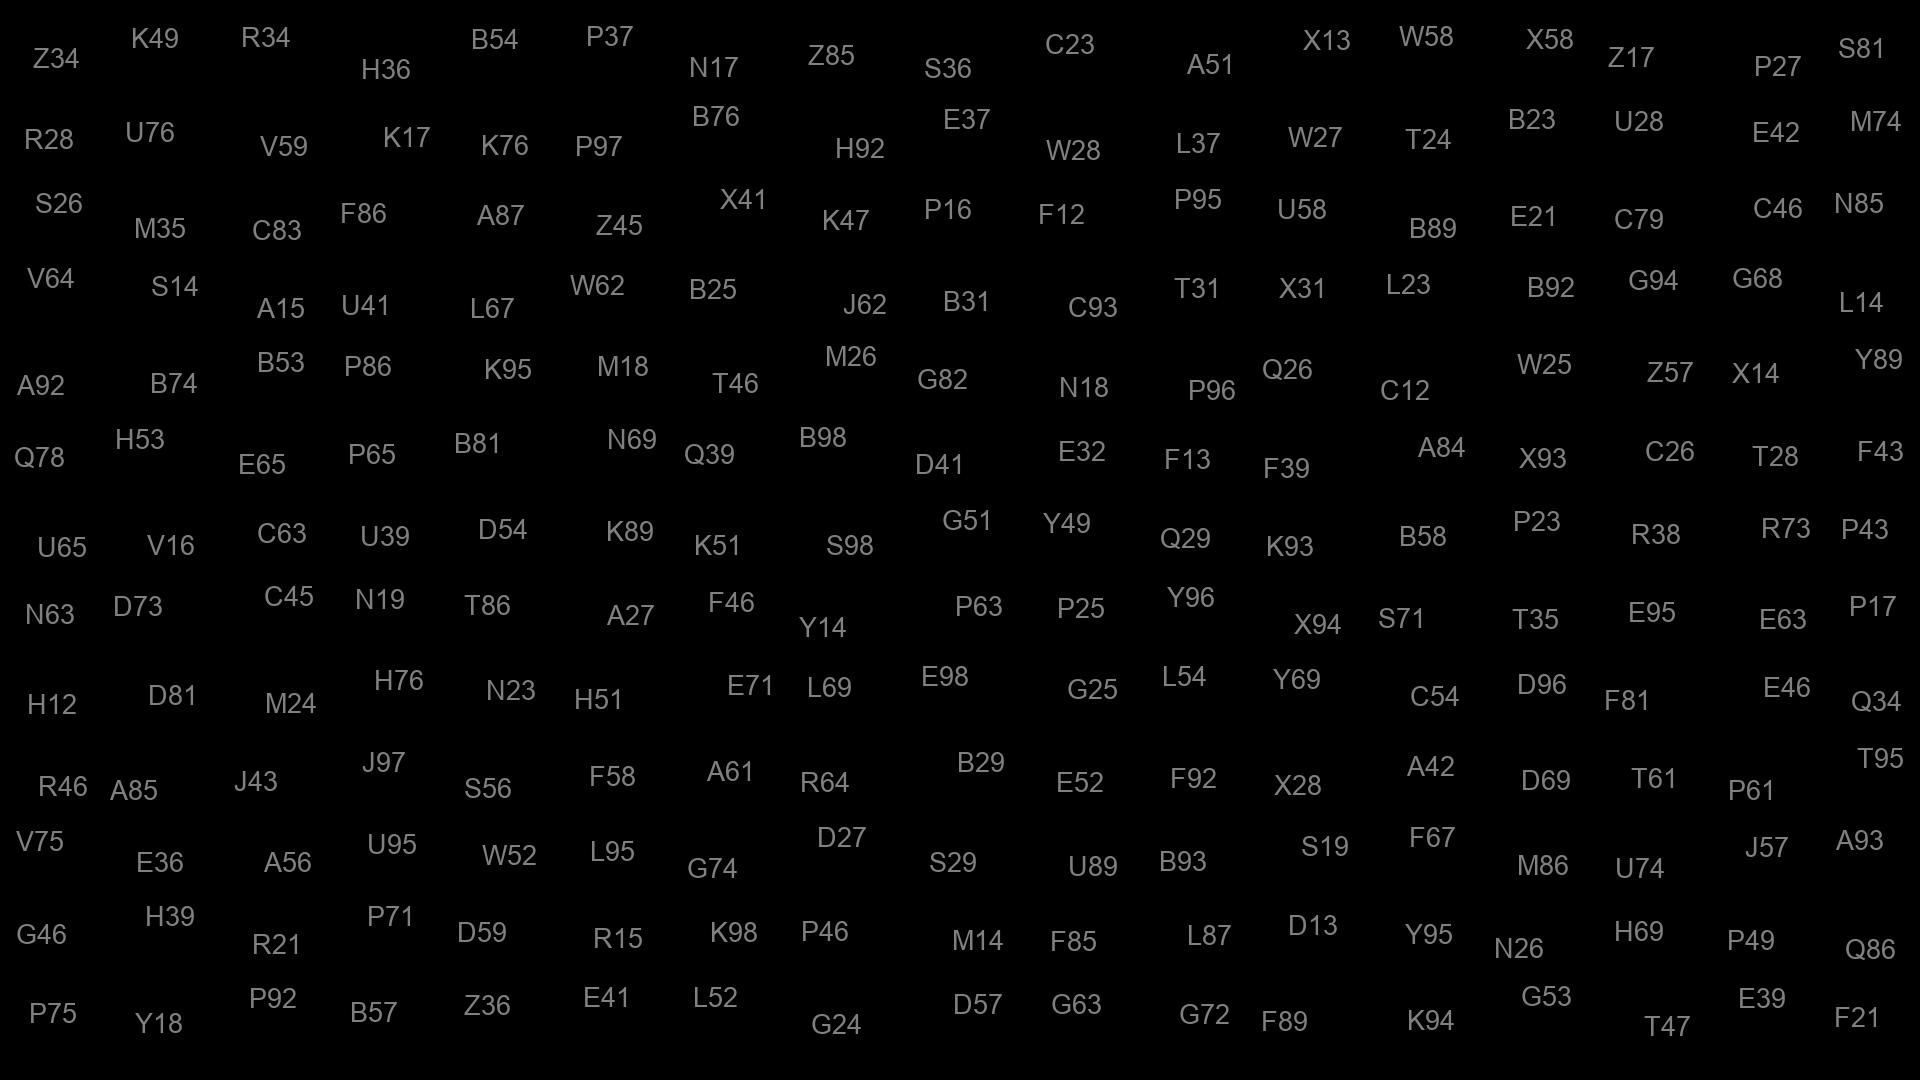 Z34 K49 R34 H36 B54 P37 N17 Z85 S36 C23 A51 X13 W58 X58 Z17 P27 S81
R28 U76 V59 K17 K76 P97 B76 H92 E37 W28 L37 W27 T24 B23 U28 E42 M74
S26 M35 C83 F86 A87 Z45 X41 K47 P16 F12 P95 U58 B89 E21 C79 C46 N85
V64 S14 A15 U41 L67 W62 B25 J62 B31 C93 T31 X31 L23 B92 G94 G68 L14
A92 B74 B53 P86 K95 M18 T46 M26 G82 N18 P96 Q26 C12 W25 Z57 X14 Y89
Q78 H53 E65 P65 B81 N69 Q39 B98 D41 E32 F13 F39 A84 X93 C26 T28 F43
U65 V16 C63 U39 D54 K89 K51 S98 G51 Y49 Q29 K93 B58 P23 R38 R73 P43
N63 D73 C45 N19 T86 A27 F46 Y14 P63 P25 Y96 X94 S71 T35 E95 E63 P17
H12 D81 M24 H76 N23 H51 E71 L69 E98 G25 L54 Y69 C54 D96 F81 E46 Q34
R46 A85 J43 J97 S56 F58 A61 R64 B29 E52 F92 X28 A42 D69 T61 P61 T95
V75 E36 A56 U95 W52 L95 G74 D27 S29 U89 B93 S19 F67 M86 U74 J57 A93
G46 H39 R21 P71 D59 R15 K98 P46 M14 F85 L87 D13 Y95 N26 H69 P49 Q86
P75 Y18 P92 B57 Z36 E41 L52 G24 D57 G63 G72 F89 K94 G53 T47 E39 F21